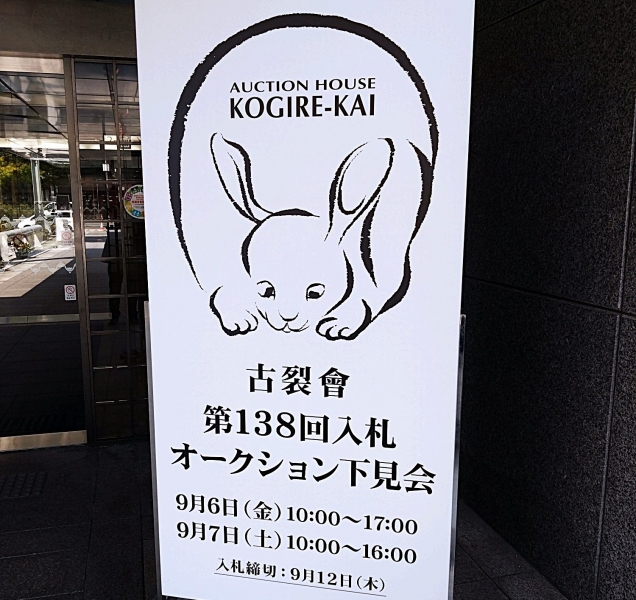 AUCTION HOUSE
KOGIRE-KAI
古裂會
第138回入札
オークション下見会
9月6日（金）10:00〜17:00
9月7日（土）10:00〜16:00
入札締切：9月12日（木）